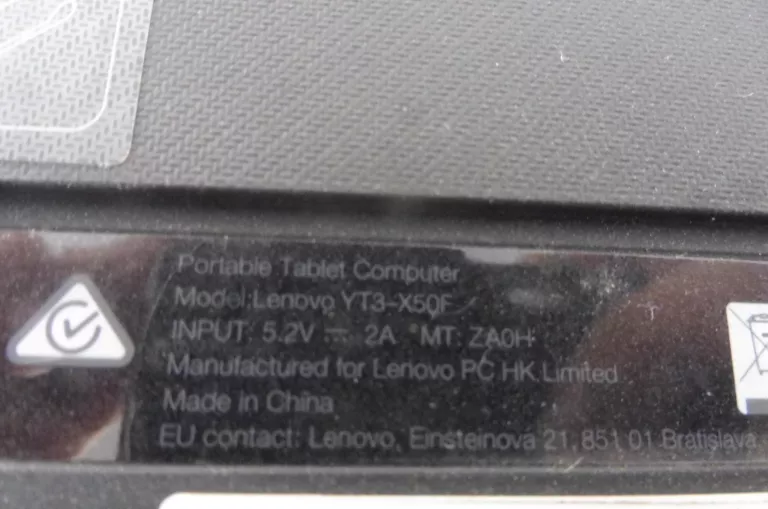 Portable Tablet Computer
Model:Lenovo YT3-X50F
INPUT: 5.2V ⎓ 2A MT: ZA0H
Manufactured for Lenovo PC HK Limited
Made in China
EU contact: Lenovo, Einsteinova 21, 851 01 Bratislava